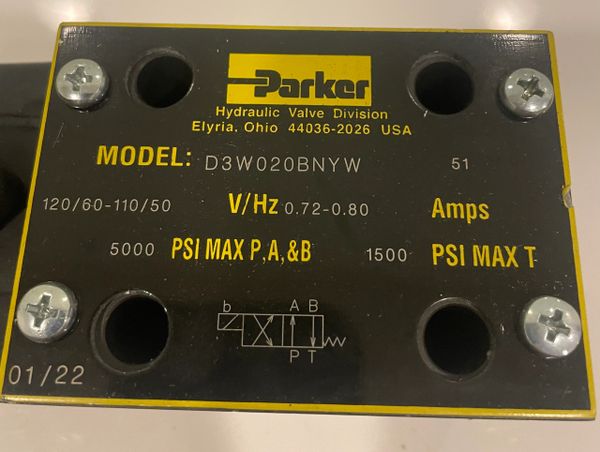 Parker
Hydraulic Valve Division
Elyria, Ohio 44036-2026 USA
MODEL: D3W020BNYW 51
120/60-110/50 V/Hz 0.72-0.80 Amps
5000 PSI MAX P,A,&B 1500 PSI MAX T
b A B
P T
01/22